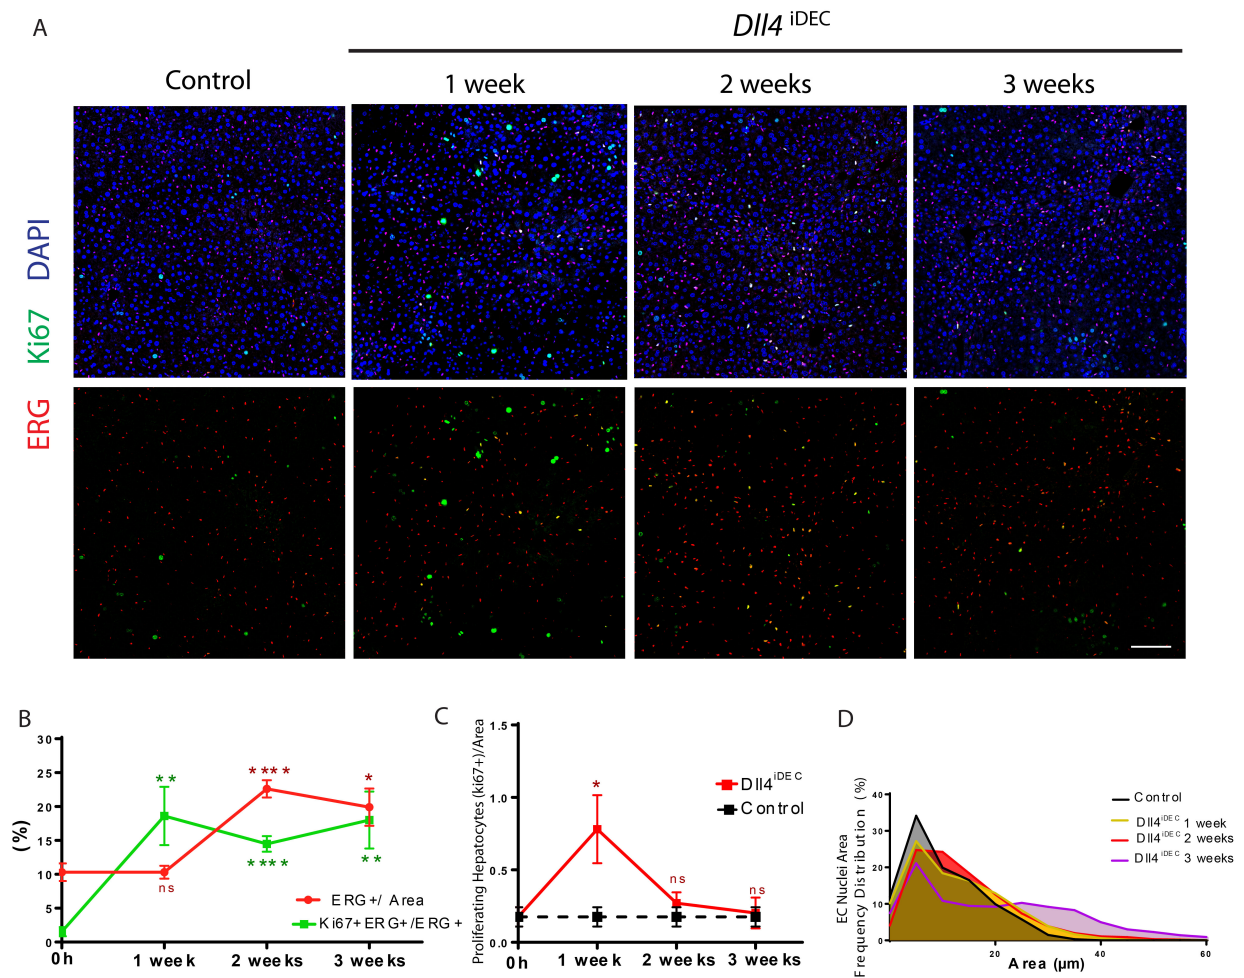 A
Dll4 iDEC
Control
1 week
2 weeks
3 weeks
ERG Ki67 DAPI
B
30
25
20
15
10
5
0
(%)
**
****
*
ns
****
**
ERG+/ Area
Ki67+ERG+/ERG+
0h
1 week
2 weeks
3 weeks
C
Proliferating Hepatocytes (ki67+)/Area
1.5
1.0
0.5
0.0
*
ns
ns
Dll4 iDEC
Control
0h
1 week
2 weeks
3 weeks
D
EC Nuclei Area
Frequency Distribution (%)
40
30
20
10
0
Control
Dll4 iDEC 1 week
Dll4 iDEC 2 weeks
Dll4 iDEC 3 weeks
20
40
60
Area (µm)